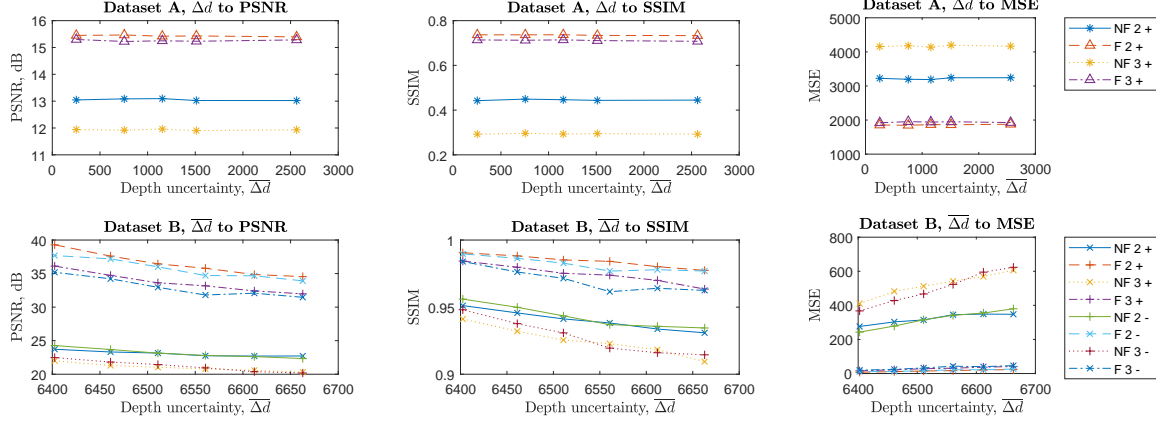 Dataset A, Δd to PSNR
16
15
14
13
12
11
PSNR, dB
0 500 1000 1500 2000 2500 3000
Depth uncertainty, Δd
Dataset A, Δd to SSIM
0.8
0.6
0.4
0.2
SSIM
0 500 1000 1500 2000 2500 3000
Depth uncertainty, Δd
Dataset A, Δd to MSE
5000
4000
3000
2000
1000
MSE
0 1000 2000 3000
Depth uncertainty, Δd
NF 2 +
F 2 +
NF 3 +
F 3 +
Dataset B, Δd to PSNR
40
35
30
25
20
PSNR, dB
6400 6450 6500 6550 6600 6650 6700
Depth uncertainty, Δd
Dataset B, Δd to SSIM
1
0.95
0.9
SSIM
6400 6450 6500 6550 6600 6650 6700
Depth uncertainty, Δd
Dataset B, Δd to MSE
800
600
400
200
0
MSE
6400 6500 6600 6700
Depth uncertainty, Δd
NF 2 +
F 2 +
NF 3 +
F 3 +
NF 2 -
F 2 -
NF 3 -
F 3 -